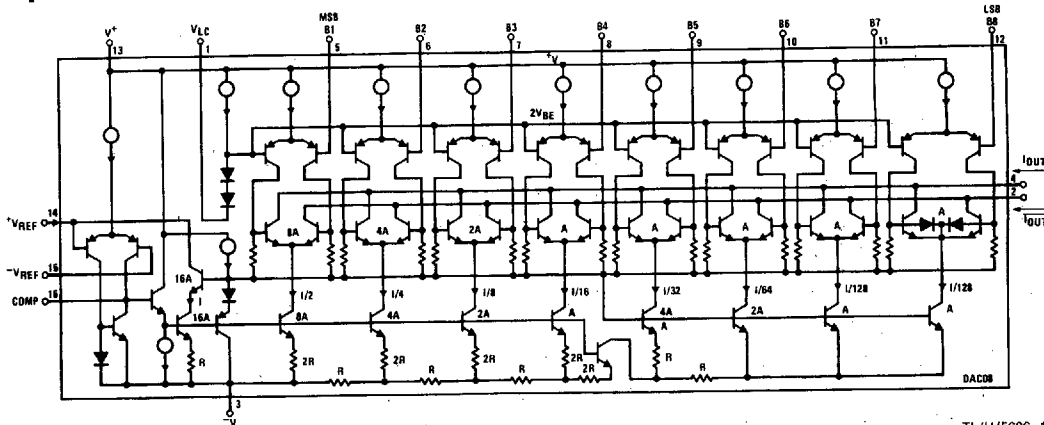 V+ 13
VLC 1
MSB B1 5
B2 6
B3 7
B4 8
B5 9
B6 10
B7 11
LSB B8 12
+V
2VBE
IOUT 4
2 IOUT
+VREF 14
-VREF 15
COMP 16
8A 4A 2A A A A A A
16A
I I/2 I/4 I/8 I/16 I/32 I/64 I/128 I/128
16A 8A 4A 2A A 4A 2A A A
A
R 2R 2R 2R 2R R
2R
R R R R
3
-V
DAC08